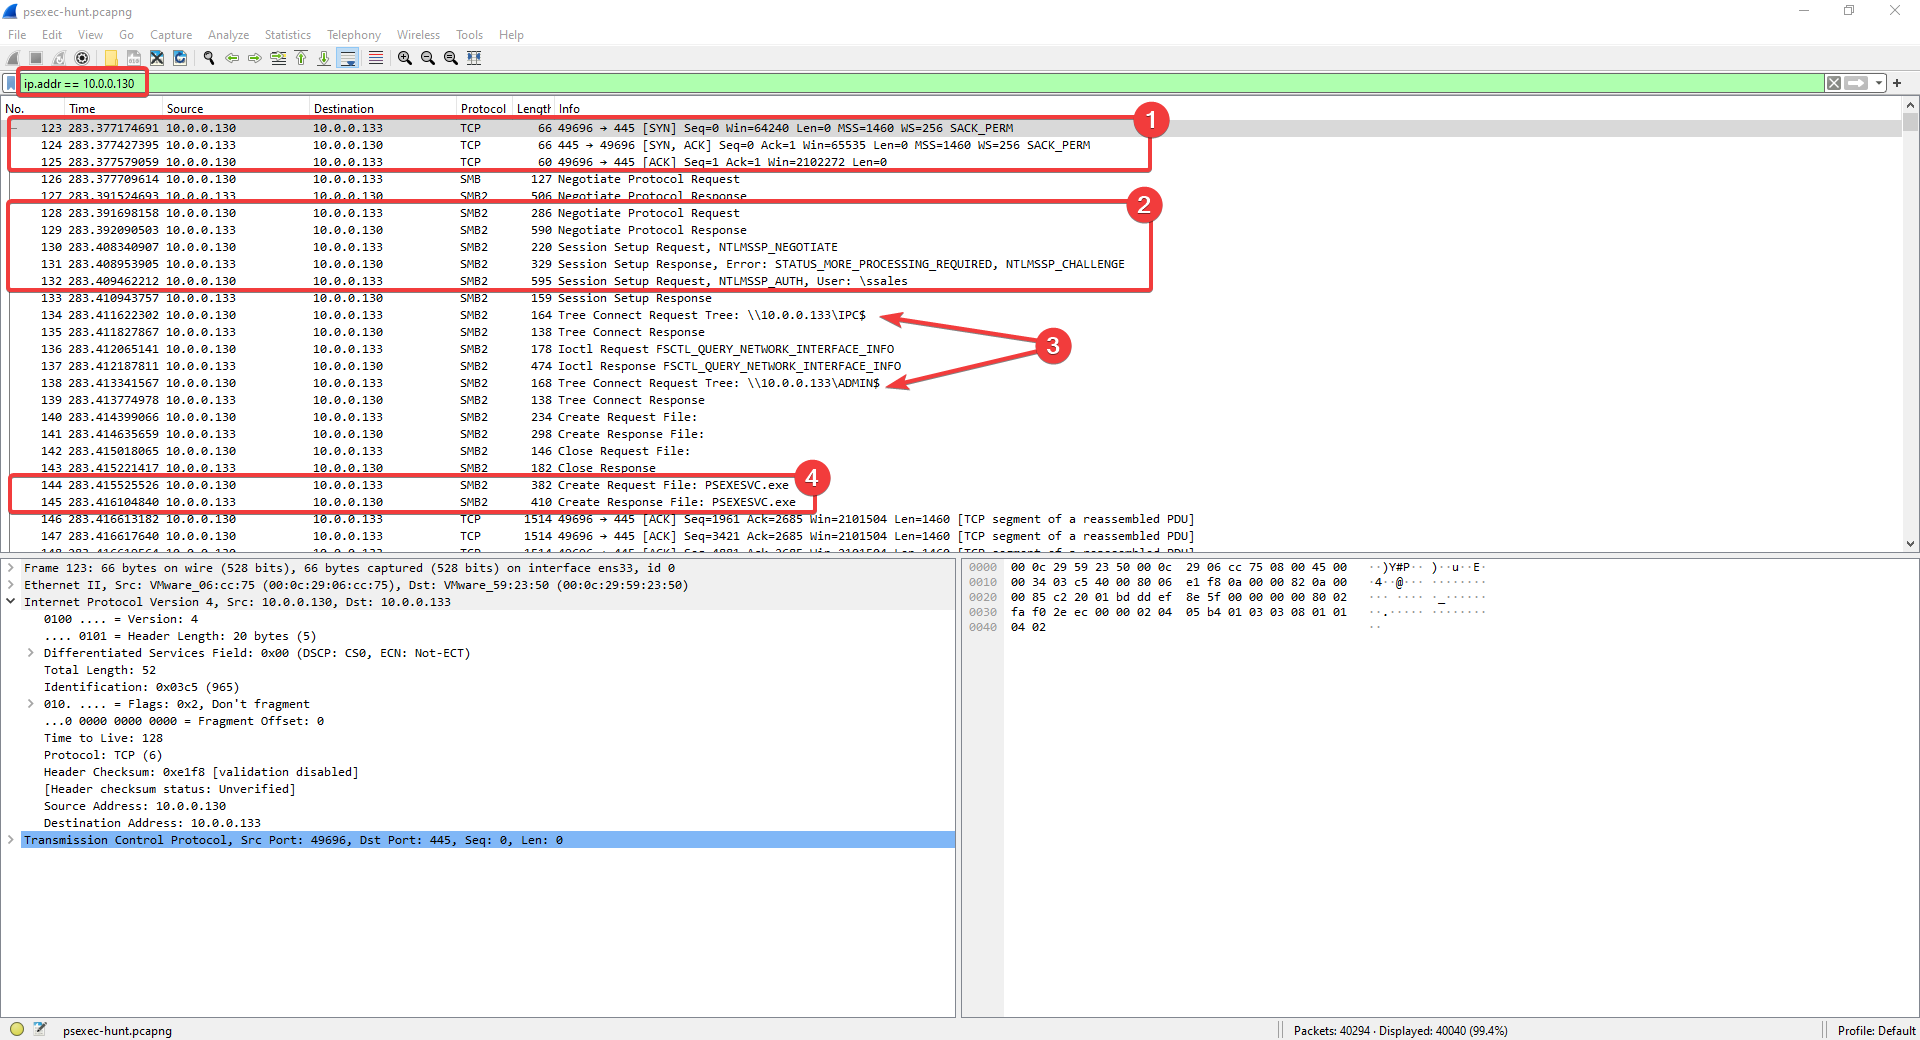 psexec-hunt.pcapng
File Edit View Go Capture Analyze Statistics Telephony Wireless Tools Help
ip.addr == 10.0.0.130
No. Time Source Destination Protocol Length Info
123 283.377174691 10.0.0.130 10.0.0.133 TCP 66 49696 → 445 [SYN] Seq=0 Win=64240 Len=0 MSS=1460 WS=256 SACK_PERM
1
124 283.377427395 10.0.0.133 10.0.0.130 TCP 66 445 → 49696 [SYN, ACK] Seq=0 Ack=1 Win=65535 Len=0 MSS=1460 WS=256 SACK_PERM
125 283.377579059 10.0.0.130 10.0.0.133 TCP 60 49696 → 445 [ACK] Seq=1 Ack=1 Win=2102272 Len=0
126 283.377709614 10.0.0.130 10.0.0.133 SMB 127 Negotiate Protocol Request
127 283.391524693 10.0.0.133 10.0.0.130 SMB2 506 Negotiate Protocol Response
2
128 283.391698158 10.0.0.130 10.0.0.133 SMB2 286 Negotiate Protocol Request
129 283.392090503 10.0.0.133 10.0.0.130 SMB2 590 Negotiate Protocol Response
130 283.408340907 10.0.0.130 10.0.0.133 SMB2 220 Session Setup Request, NTLMSSP_NEGOTIATE
131 283.408953905 10.0.0.133 10.0.0.130 SMB2 329 Session Setup Response, Error: STATUS_MORE_PROCESSING_REQUIRED, NTLMSSP_CHALLENGE
132 283.409462212 10.0.0.130 10.0.0.133 SMB2 595 Session Setup Request, NTLMSSP_AUTH, User: \ssales
133 283.410943757 10.0.0.133 10.0.0.130 SMB2 159 Session Setup Response
134 283.411622302 10.0.0.130 10.0.0.133 SMB2 164 Tree Connect Request Tree: \\10.0.0.133\IPC$
135 283.411827867 10.0.0.133 10.0.0.130 SMB2 138 Tree Connect Response
3
136 283.412065141 10.0.0.130 10.0.0.133 SMB2 178 Ioctl Request FSCTL_QUERY_NETWORK_INTERFACE_INFO
137 283.412187811 10.0.0.133 10.0.0.130 SMB2 474 Ioctl Response FSCTL_QUERY_NETWORK_INTERFACE_INFO
138 283.413341567 10.0.0.130 10.0.0.133 SMB2 168 Tree Connect Request Tree: \\10.0.0.133\ADMIN$
139 283.413774978 10.0.0.133 10.0.0.130 SMB2 138 Tree Connect Response
140 283.414399066 10.0.0.130 10.0.0.133 SMB2 234 Create Request File:
141 283.414635659 10.0.0.133 10.0.0.130 SMB2 298 Create Response File:
142 283.415018065 10.0.0.130 10.0.0.133 SMB2 146 Close Request File:
143 283.415221417 10.0.0.133 10.0.0.130 SMB2 182 Close Response
4
144 283.415525526 10.0.0.130 10.0.0.133 SMB2 382 Create Request File: PSEXESVC.exe
145 283.416104840 10.0.0.133 10.0.0.130 SMB2 410 Create Response File: PSEXESVC.exe
146 283.416613182 10.0.0.130 10.0.0.133 TCP 1514 49696 → 445 [ACK] Seq=1961 Ack=2685 Win=2101504 Len=1460 [TCP segment of a reassembled PDU]
147 283.416617640 10.0.0.130 10.0.0.133 TCP 1514 49696 → 445 [ACK] Seq=3421 Ack=2685 Win=2101504 Len=1460 [TCP segment of a reassembled PDU]
Frame 123: 66 bytes on wire (528 bits), 66 bytes captured (528 bits) on interface ens33, id 0
Ethernet II, Src: VMware_06:cc:75 (00:0c:29:06:cc:75), Dst: VMware_59:23:50 (00:0c:29:59:23:50)
Internet Protocol Version 4, Src: 10.0.0.130, Dst: 10.0.0.133
0100 .... = Version: 4
.... 0101 = Header Length: 20 bytes (5)
Differentiated Services Field: 0x00 (DSCP: CS0, ECN: Not-ECT)
Total Length: 52
Identification: 0x03c5 (965)
010. .... = Flags: 0x2, Don't fragment
...0 0000 0000 0000 = Fragment Offset: 0
Time to Live: 128
Protocol: TCP (6)
Header Checksum: 0xe1f8 [validation disabled]
[Header checksum status: Unverified]
Source Address: 10.0.0.130
Destination Address: 10.0.0.133
Transmission Control Protocol, Src Port: 49696, Dst Port: 445, Seq: 0, Len: 0
0000 00 0c 29 59 23 50 00 0c 29 06 cc 75 08 00 45 00 ··)Y#P·· )··u··E·
0010 00 34 03 c5 40 00 80 06 e1 f8 0a 00 00 82 0a 00 ·4··@··· ········
0020 00 85 c2 20 01 bd dd ef 8e 5f 00 00 00 00 80 02 ··· ···· ·_······
0030 fa f0 2e ec 00 00 02 04 05 b4 01 03 03 08 01 01 ··.····· ········
0040 04 02 ··
psexec-hunt.pcapng
Packets: 40294 · Displayed: 40040 (99.4%)
Profile: Default